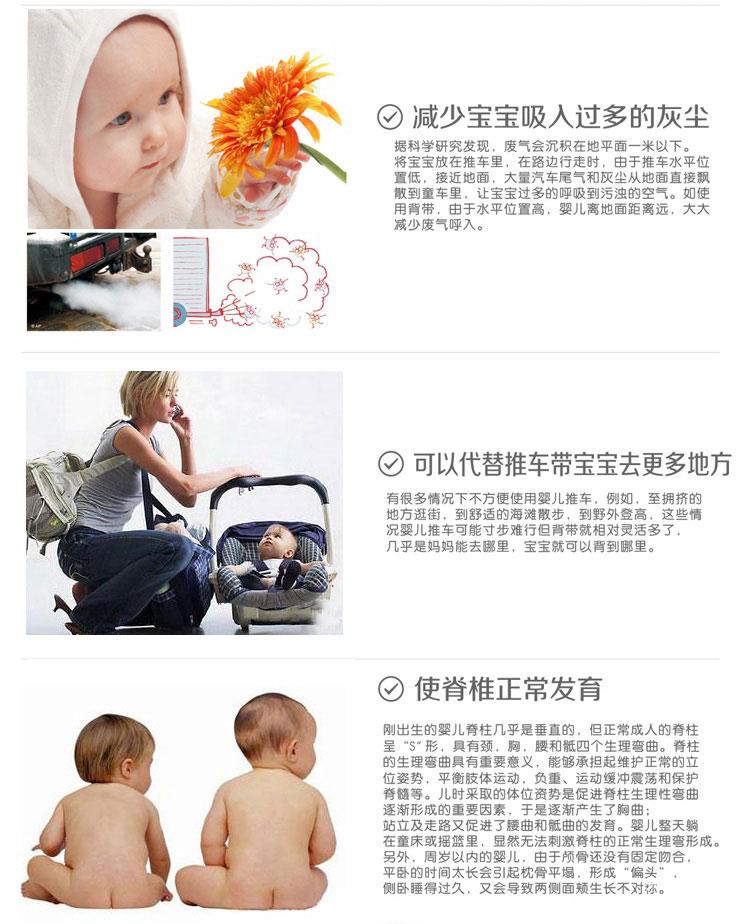 减少宝宝吸入过多的灰尘
据科学研究发现，废气会沉积在地平面一米以下。
将宝宝放在推车里，在路边行走时，由于推车水平位
置低，接近地面，大量汽车尾气和灰尘从地面直接飘
散到童车里，让宝宝过多的呼吸到污浊的空气。如使
用背带，由于水平位置高，婴儿离地面距离远，大大
减少废气呼入。
© AP
可以代替推车带宝宝去更多地方
有很多情况下不方便使用婴儿推车，例如，至拥挤的
地方逛街，到舒适的海滩散步，到野外登高，这些情
况婴儿推车可能寸步难行但背带就相对灵活多了，
几乎是妈妈能去哪里，宝宝就可以背到哪里。
使脊椎正常发育
刚出生的婴儿脊柱几乎是垂直的，但正常成人的脊柱
呈“S”形，具有颈，胸，腰和骶四个生理弯曲。脊柱
的生理弯曲具有重要意义，能够承担起维护正常的立
位姿势，平衡肢体运动，负重、运动缓冲震荡和保护
脊髓等。儿时采取的体位资势是促进脊柱生理性弯曲
逐渐形成的重要因素，于是逐渐产生了胸曲；
站立及走路又促进了腰曲和骶曲的发育。婴儿整天躺
在童床或摇篮里，显然无法刺激脊柱的正常生理弯形成。
另外，周岁以内的婴儿，由于颅骨还没有固定吻合，
平卧的时间太长会引起枕骨平塌，形成“偏头”，
侧卧睡得过久，又会导致两侧面颊生长不对称。